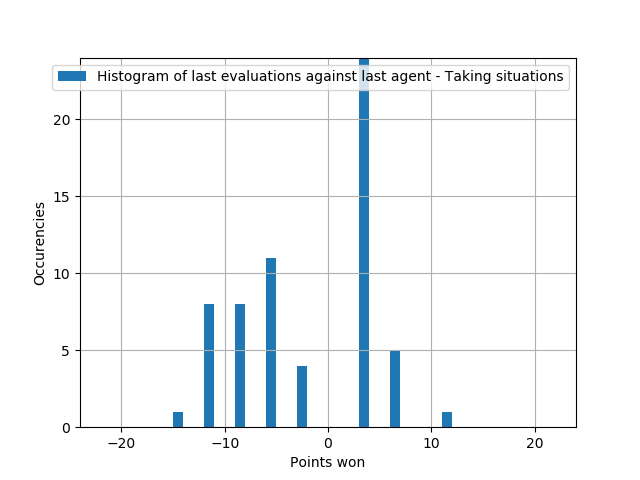 Histogram of last evaluations against last agent - Taking situations
20
15
10
5
0
Occurencies
−20 −10 0 10 20
Points won